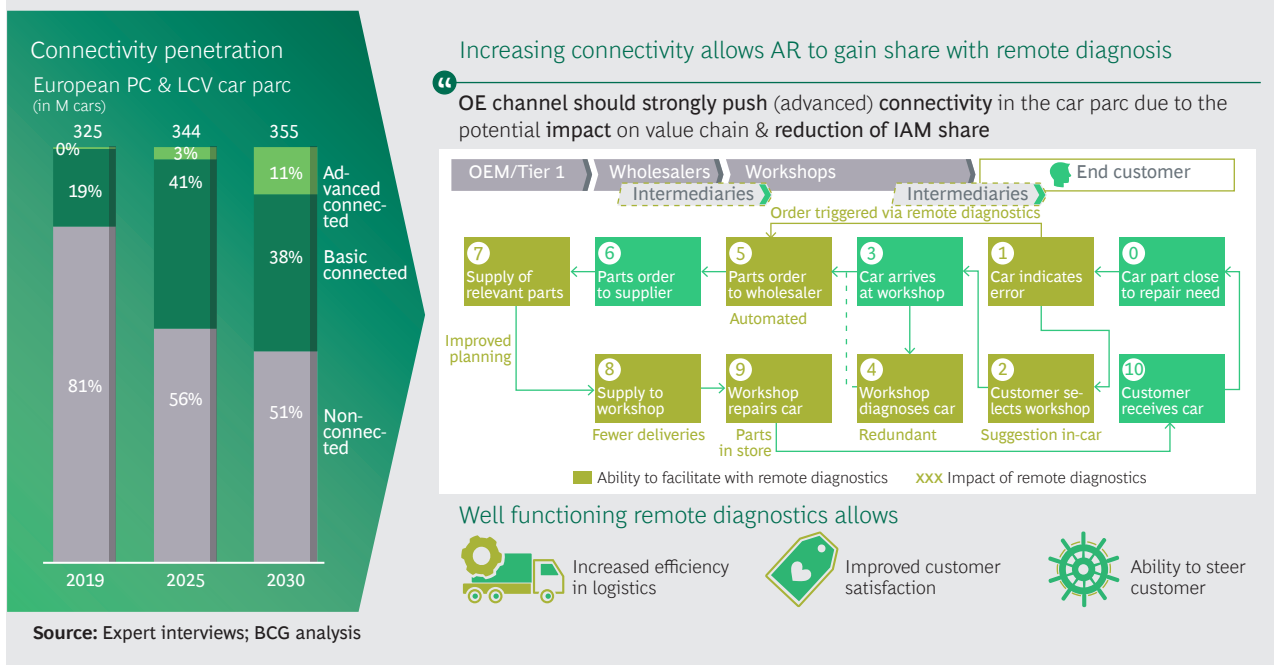 Connectivity penetration
European PC & LCV car parc
(in M cars)
325
344
355
0%
3%
11%
19%
41%
38%
81%
56%
51%
Ad-
vanced
connec-
ted
Basic
connected
Non-
connec-
ted
2019
2025
2030
Source: Expert interviews; BCG analysis
Increasing connectivity allows AR to gain share with remote diagnosis
“
OE channel should strongly push (advanced) connectivity in the car parc due to the
potential impact on value chain & reduction of IAM share
OEM/Tier 1
Wholesalers
Workshops
End customer
Intermediaries
Intermediaries
Order triggered via remote diagnostics
7
Supply of
relevant parts
6
Parts order
to supplier
5
Parts order
to wholesaler
Automated
3
Car arrives
at workshop
1
Car indicates
error
0
Car part close
to repair need
Improved
planning
8
Supply to
workshop
Fewer deliveries
9
Workshop
repairs car
Parts
in store
4
Workshop
diagnoses car
Redundant
2
Customer se-
lects workshop
Suggestion in-car
10
Customer
receives car
Ability to facilitate with remote diagnostics
xxx Impact of remote diagnostics
Well functioning remote diagnostics allows
Increased efficiency
in logistics
Improved customer
satisfaction
Ability to steer
customer